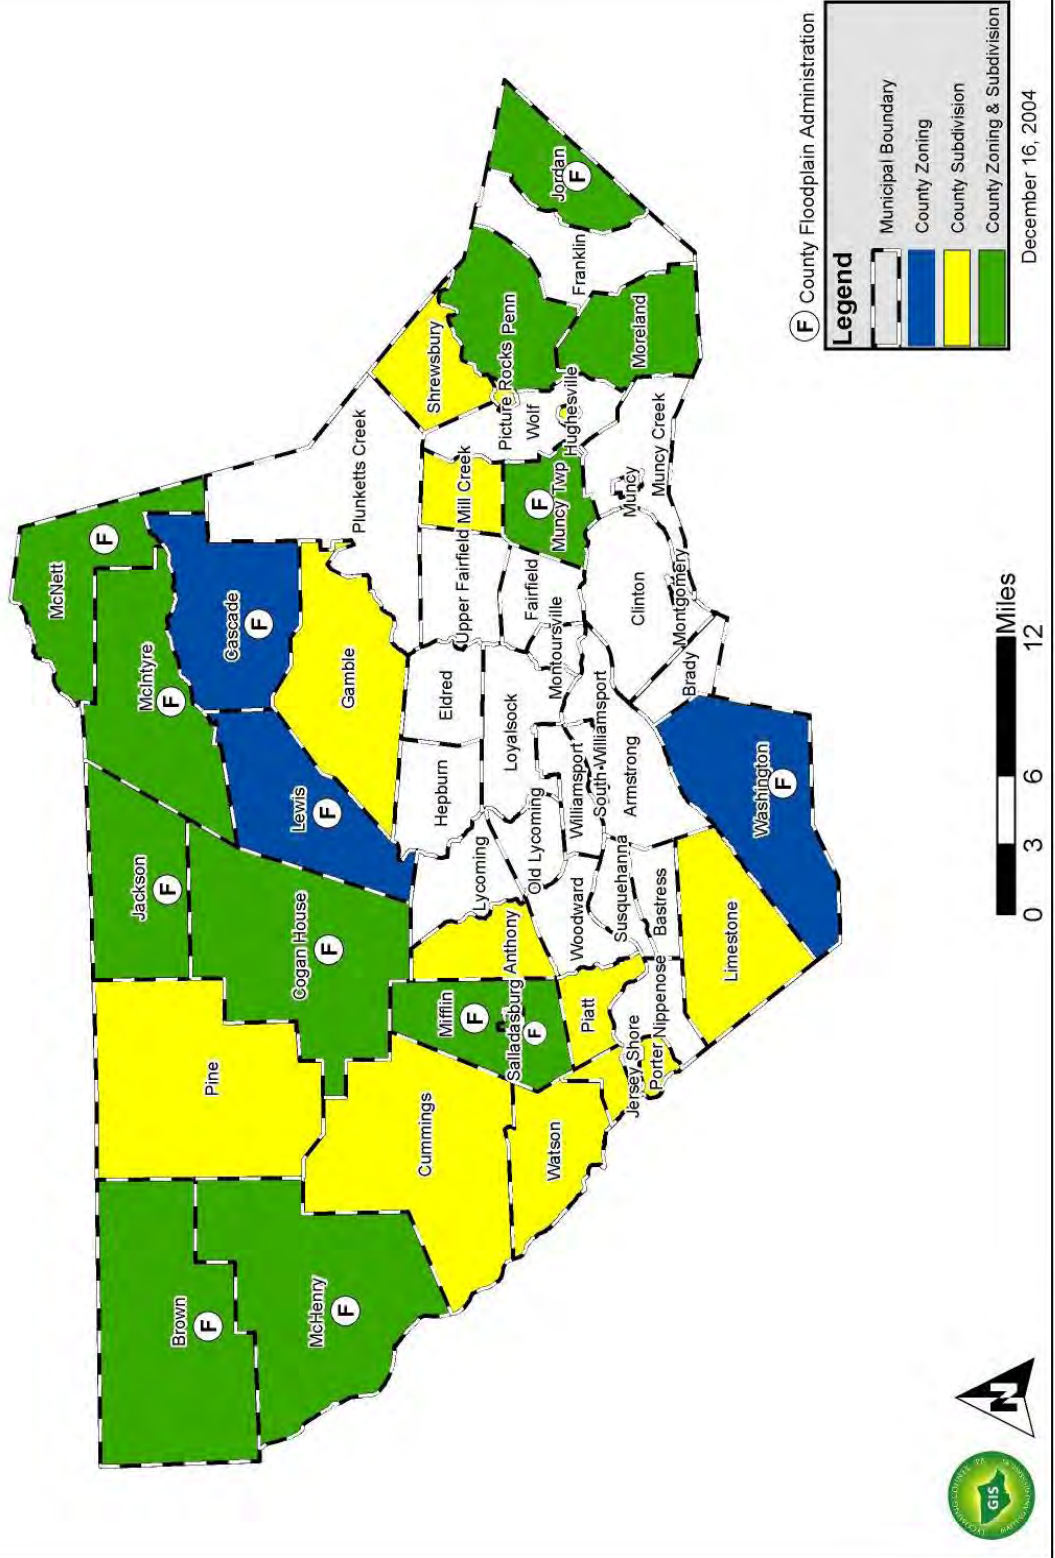 McNett
F
McIntyre
F
Jackson
F
Cascade
F
Pine
Brown
F
Cogan House
F
Lewis
F
Gamble
Plunketts Creek
McHenry
F
Cummings
Mifflin
F
Salladasburg
F
Anthony
Lycoming
Hepburn
Eldred
Upper Fairfield
Mill Creek
Shrewsbury
Picture Rocks
Penn
Jordan
F
Franklin
Watson
Piatt
Woodward
Old Lycoming
Loyalsock
Williamsport
Montoursville
Fairfield
Muncy Twp
F
Wolf
Hughesville
Moreland
Jersey Shore
Porter
Nippenose
Susquehanna
Bastress
South Williamsport
Armstrong
Clinton
Muncy
Muncy Creek
Montgomery
Brady
Limestone
Washington
F
F County Floodplain Administration
Legend
Municipal Boundary
County Zoning
County Subdivision
County Zoning & Subdivision
December 16, 2004
N
GIS
Miles
0 3 6 12